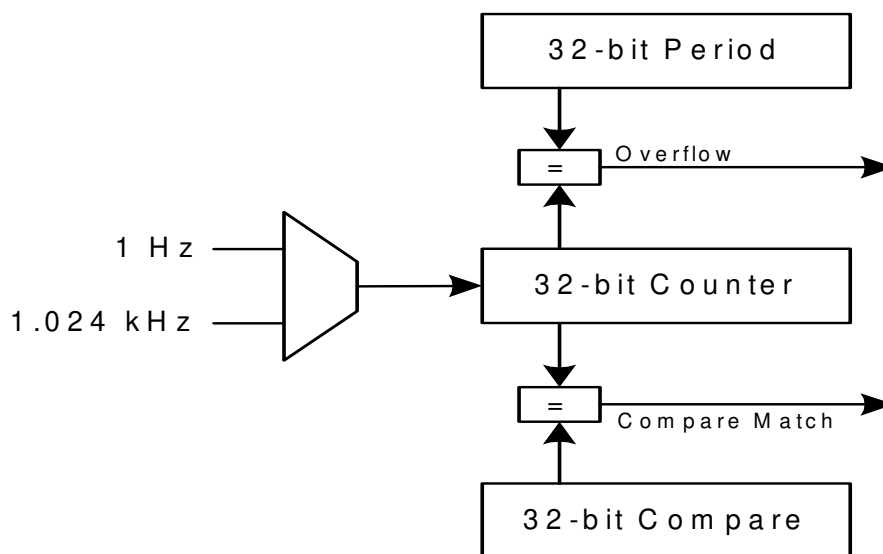 32-bit Period
Overflow
=
1 Hz
32-bit Counter
1.024 kHz
=
Compare Match
32-bit Compare